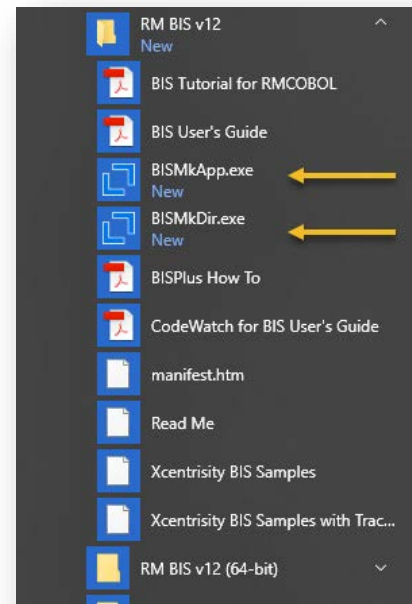 RM BIS v12
New
BIS Tutorial for RMCOBOL
BIS User's Guide
BISMkApp.exe
New
BISMkDir.exe
New
BISPlus How To
CodeWatch for BIS User's Guide
manifest.htm
Read Me
Xcentrisity BIS Samples
Xcentrisity BIS Samples with Trac...
RM BIS v12 (64-bit)